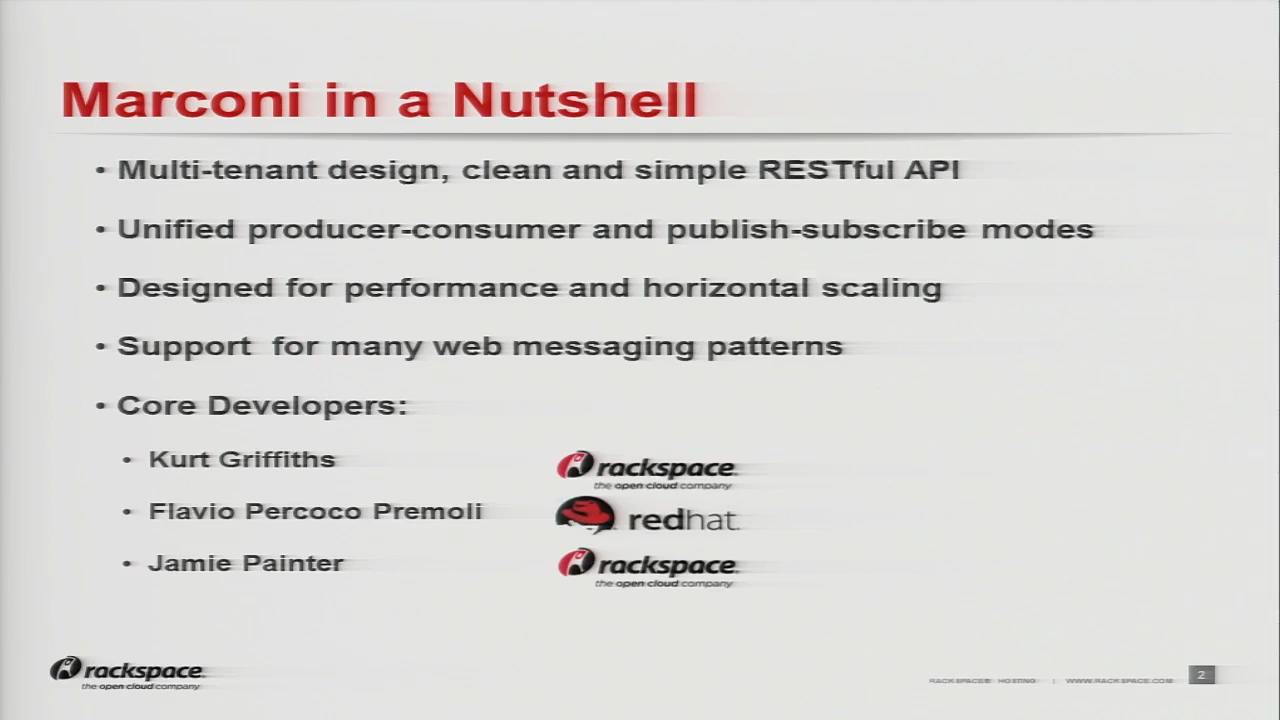 Marconi in a Nutshell
• Multi-tenant design, clean and simple RESTful API
• Unified producer-consumer and publish-subscribe modes
• Designed for performance and horizontal scaling
• Support for many web messaging patterns
• Core Developers:
• Kurt Griffiths
rackspace.
the open cloud company
• Flavio Percoco Premoli
redhat.
• Jamie Painter
rackspace.
the open cloud company
rackspace.
the open cloud company
RACKSPACE® HOSTING | WWW.RACKSPACE.COM
2